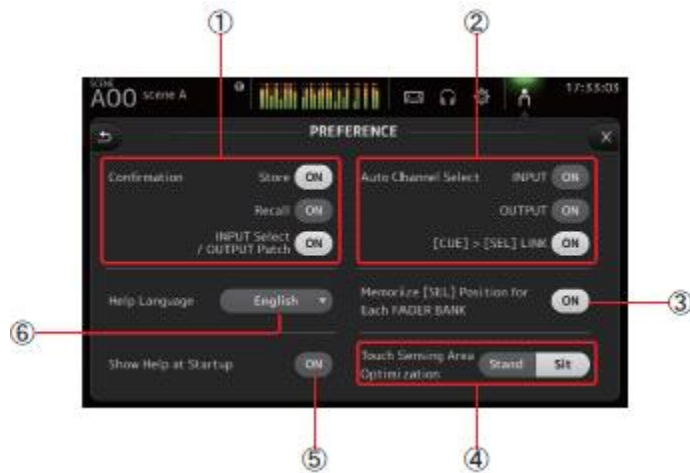 ① ②
SCENE
A00 scene A
17:33:03
PREFERENCE
X
Confirmation Store ON
Recall ON
INPUT Select
/ OUTPUT Patch ON
Auto Channel Select INPUT ON
OUTPUT ON
[CUE] > [SEL] LINK ON
Help Language English
Memorize [SEL] Position for
Each FADER BANK ON
③
⑥
Show Help at Startup ON
Touch Sensing Area
Optimization Stand Sit
⑤ ④